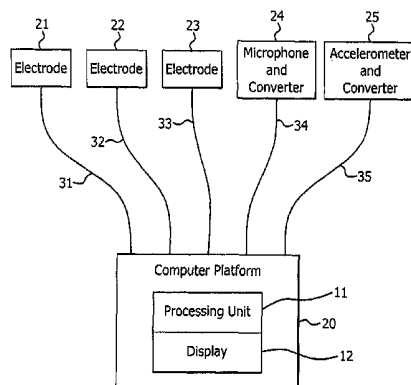 21
22
23
24
25
Electrode
Electrode
Electrode
Microphone
and
Converter
Accelerometer
and
Converter
31
32
33
34
35
Computer Platform
Processing Unit
Display
11
20
12